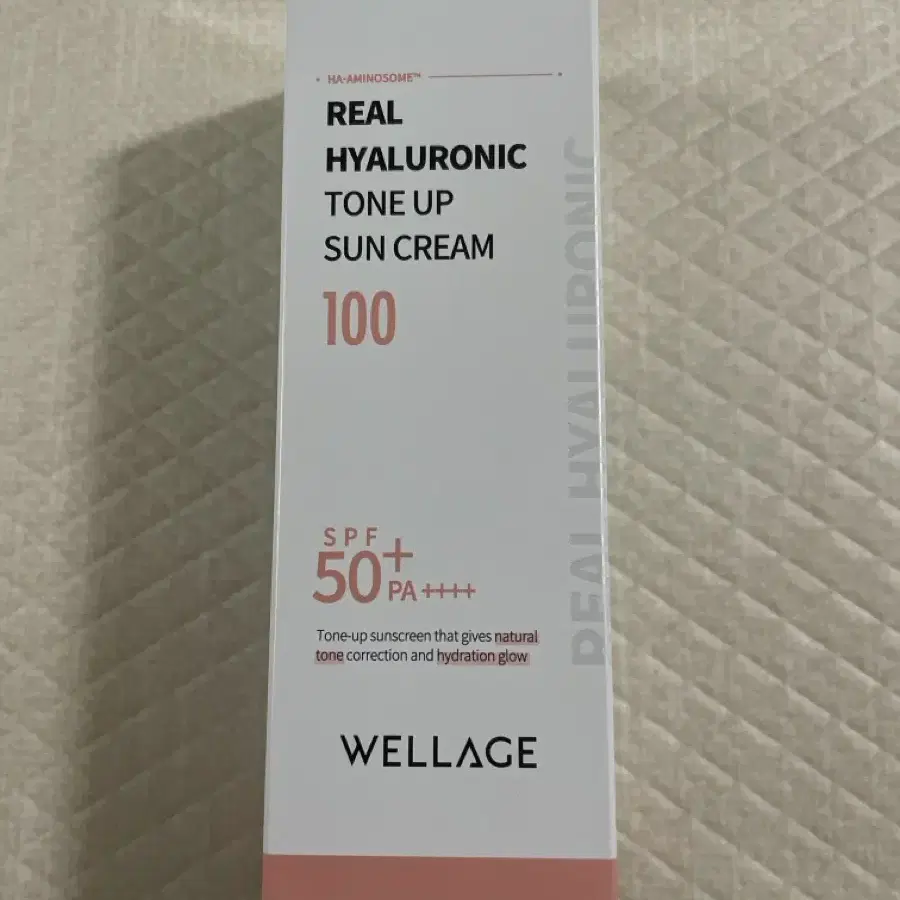 HA-AMINOSOME™
REAL
HYALURONIC
TONE UP
SUN CREAM
100
SPF
50+
PA++++
Tone-up sunscreen that gives natural
tone correction and hydration glow
WELLAGE
REAL HYALURONIC